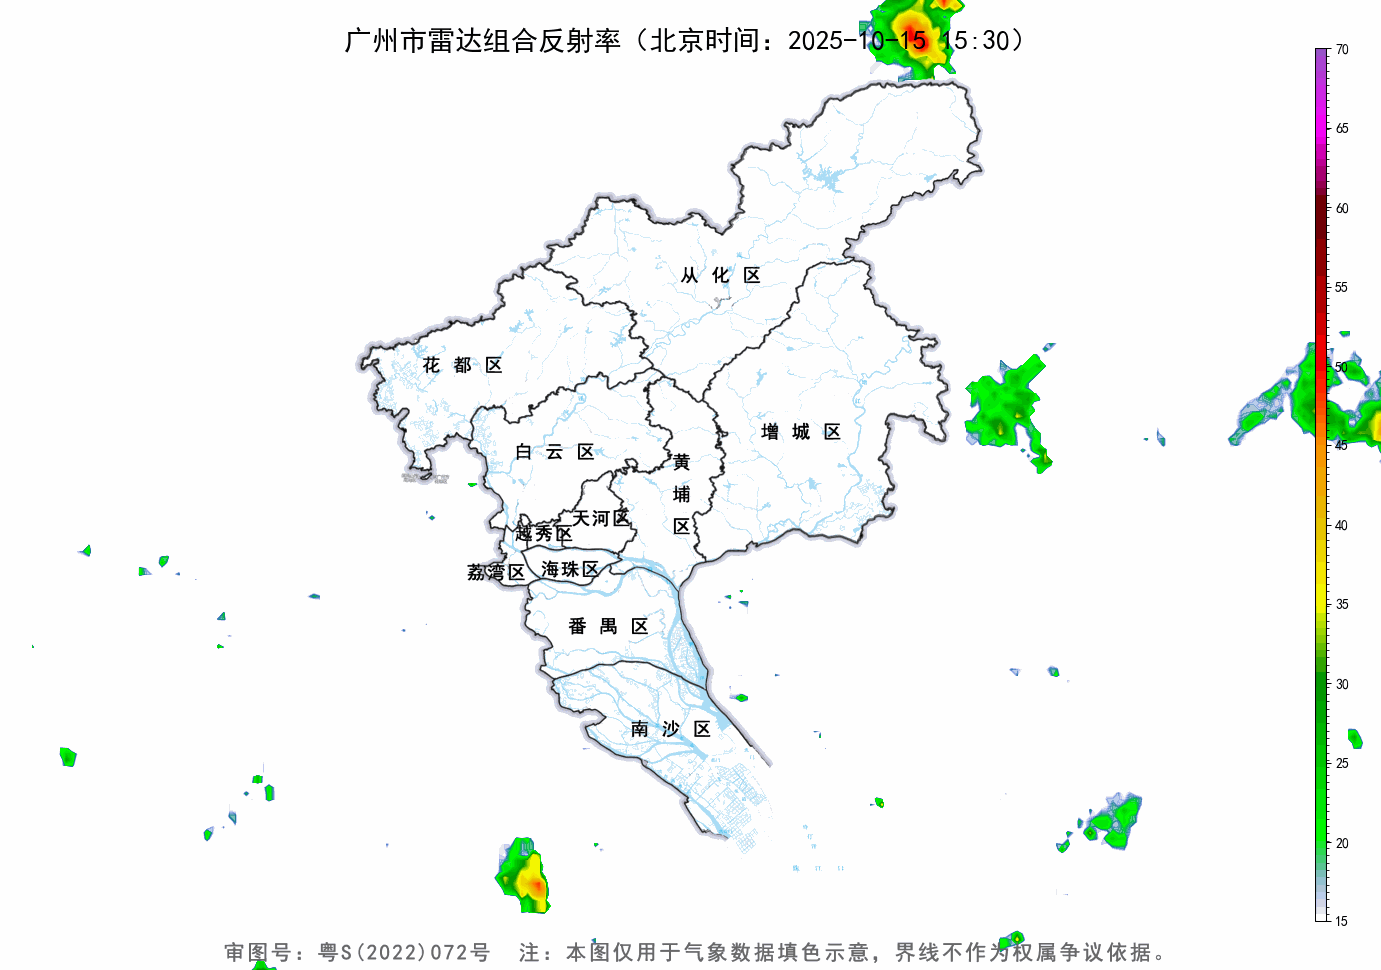 广州市雷达组合反射率（北京时间：2025-10-15 15:30）
70
65
60
55
50
45
40
35
30
25
20
15
从化区
花都区
增城区
白云区
黄埔区
天河区
越秀区
荔湾区
海珠区
番禺区
南沙区
审图号：粤S(2022)072号 注：本图仅用于气象数据填色示意，界线不作为权属争议依据。